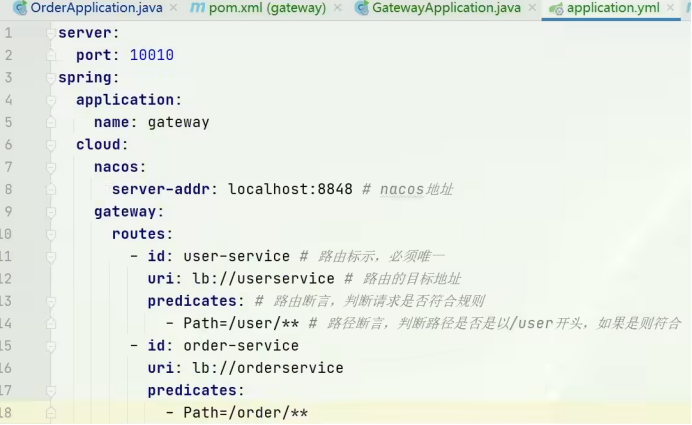 OrderApplication.java × pom.xml (gateway) × GatewayApplication.java × application.yml ×
1 server:
2 port: 10010
3 spring:
4 application:
5 name: gateway
6 cloud:
7 nacos:
8 server-addr: localhost:8848 # nacos地址
9 gateway:
10 routes:
11 - id: user-service # 路由标示，必须唯一
12 uri: lb://userservice # 路由的目标地址
13 predicates: # 路由断言，判断请求是否符合规则
14 - Path=/user/** # 路径断言，判断路径是否是以/user开头，如果是则符合
15 - id: order-service
16 uri: lb://orderservice
17 predicates:
18 - Path=/order/**